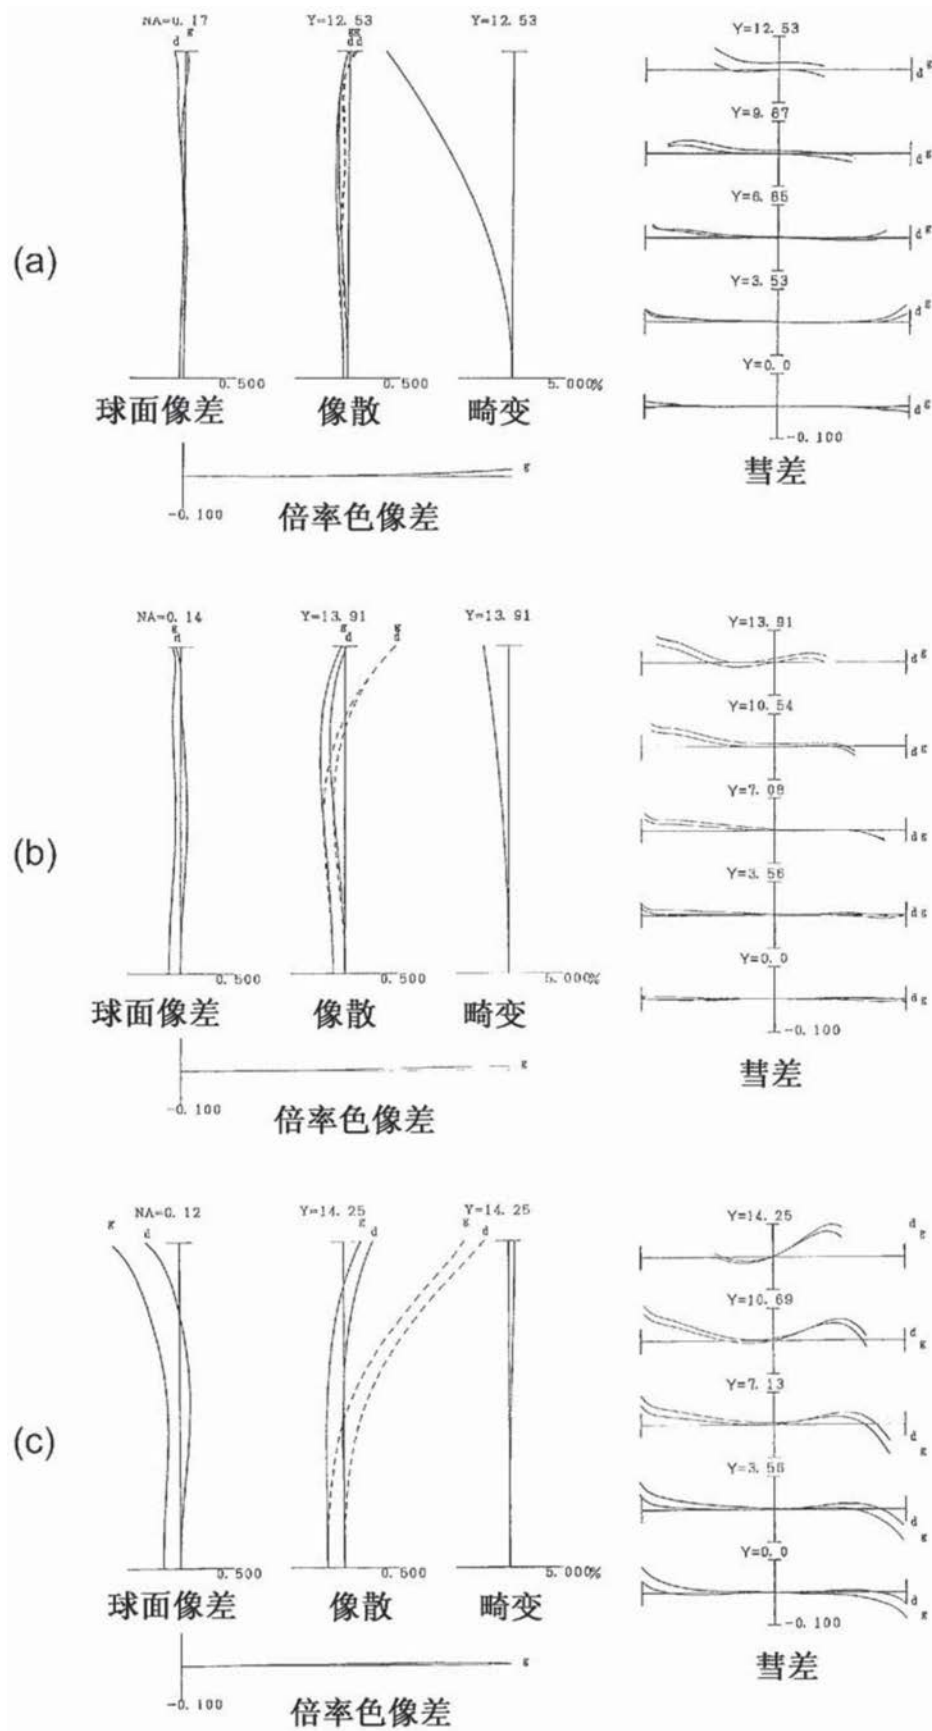 NA=0.17
d g
Y=12.53
g g
d d
Y=12.53
Y=12.53
d g
Y=9.87
d g
Y=6.85
d g
Y=3.53
d g
Y=0.0
d g
-0.100
彗差
(a)
0.500
0.500
5.000%
球面像差
像散
畸变
g
-0.100
倍率色像差
NA=0.14
g d
Y=13.91
g
d
g
d
Y=13.91
Y=13.91
d g
Y=10.54
d g
Y=7.08
d g
Y=3.56
d g
Y=0.0
d g
-0.100
彗差
(b)
0.500
0.500
5.000%
球面像差
像散
畸变
g
-0.100
倍率色像差
NA=0.12
g
d
Y=14.25
g
d
g
d
Y=14.25
Y=14.25
d
g
Y=10.69
d
g
Y=7.13
d
g
Y=3.56
d
g
Y=0.0
d
g
-0.100
彗差
(c)
0.500
0.500
5.000%
球面像差
像散
畸变
g
-0.100
倍率色像差